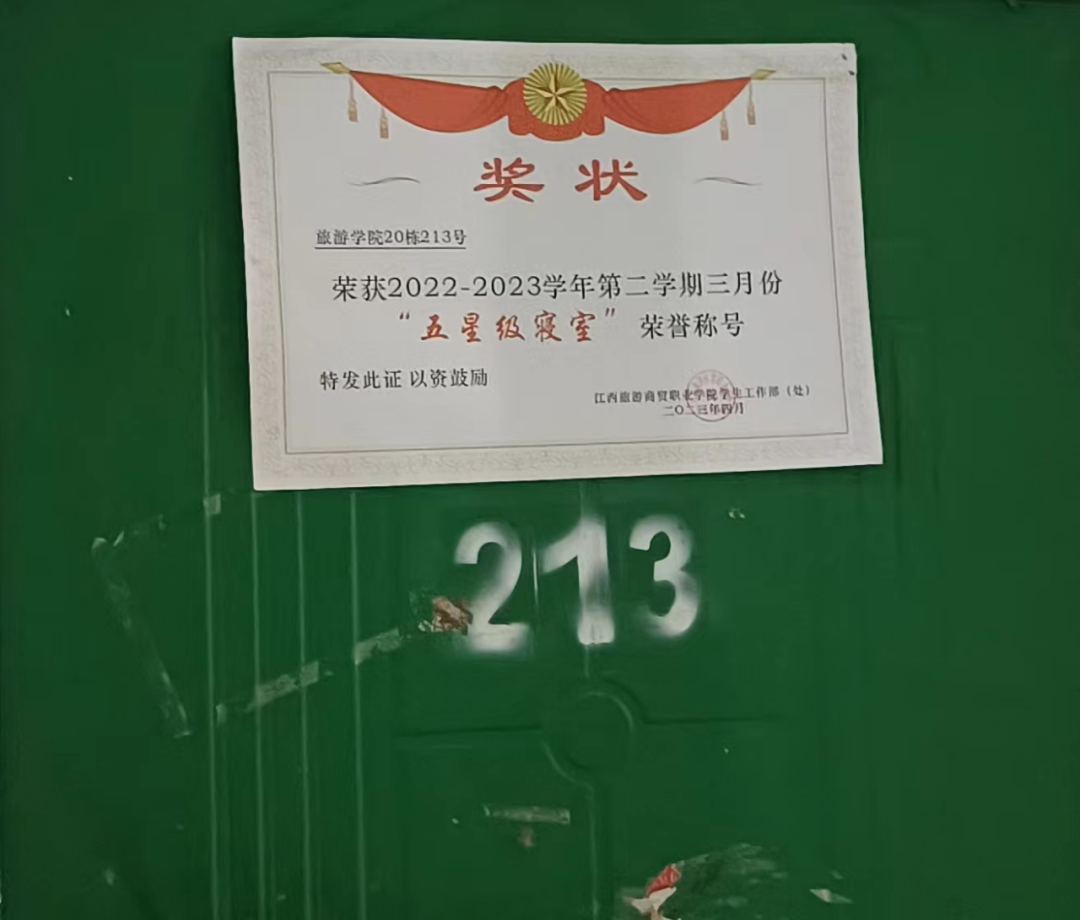 奖状
旅游学院20栋213号
荣获2022-2023学年第二学期三月份
“五星级寝室”荣誉称号
特发此证 以资鼓励
江西旅游商贸职业学院学生工作部（处）
二〇二三年四月
213